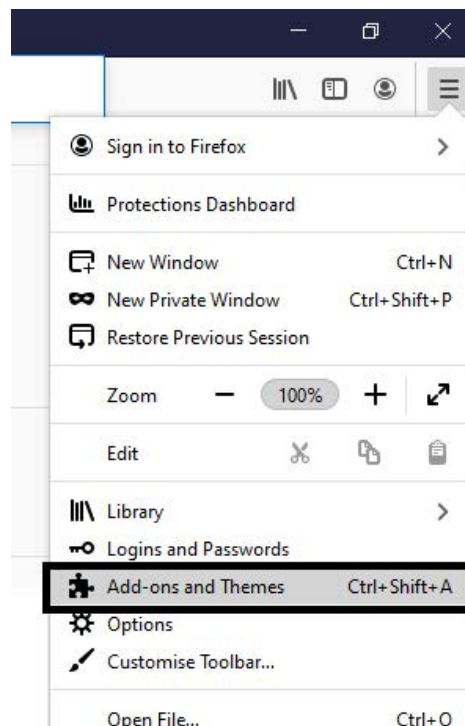 Sign in to Firefox
Protections Dashboard
New Window Ctrl+N
New Private Window Ctrl+Shift+P
Restore Previous Session
Zoom 100%
Edit
Library
Logins and Passwords
Add-ons and Themes Ctrl+Shift+A
Options
Customise Toolbar...
Open File... Ctrl+O